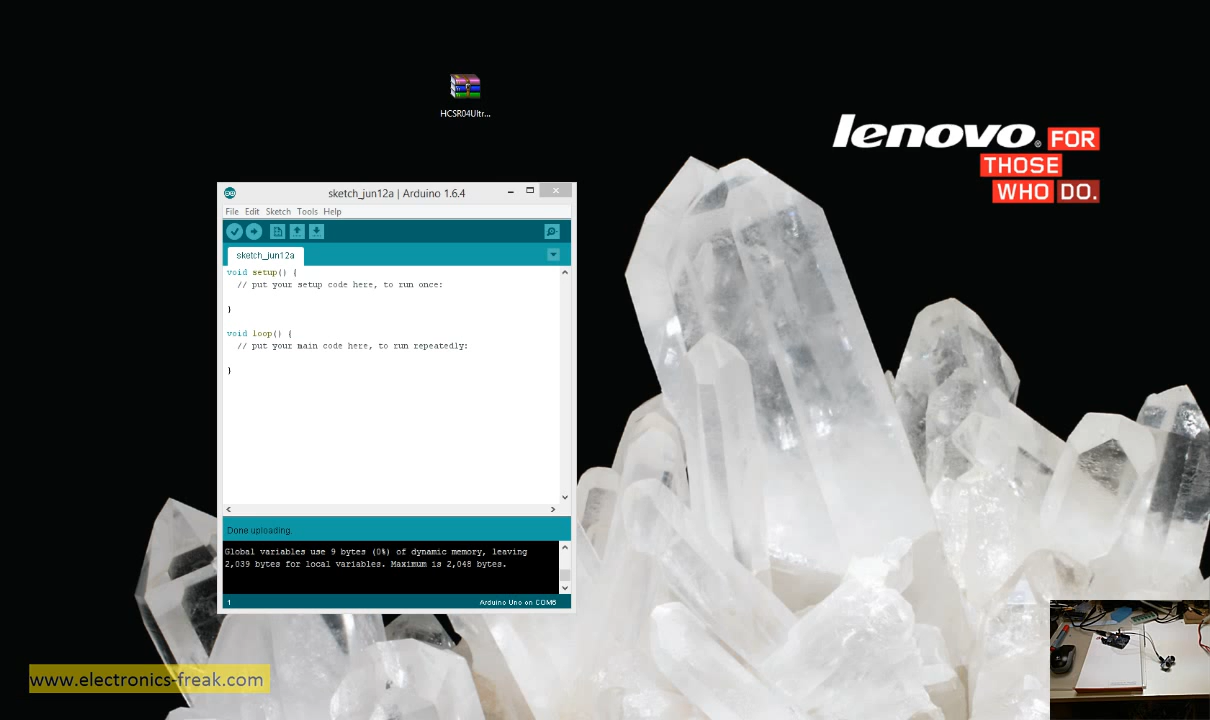 HCSR04Ultr...
lenovo® FOR
THOSE
WHO DO.
sketch_jun12a | Arduino 1.6.4
File Edit Sketch Tools Help
sketch_jun12a
void setup() {
// put your setup code here, to run once:
}
void loop() {
// put your main code here, to run repeatedly:
}
Done uploading.
Global variables use 9 bytes (0%) of dynamic memory, leaving
2,039 bytes for local variables. Maximum is 2,048 bytes.
1 Arduino Uno on COM6
www.electronics-freak.com